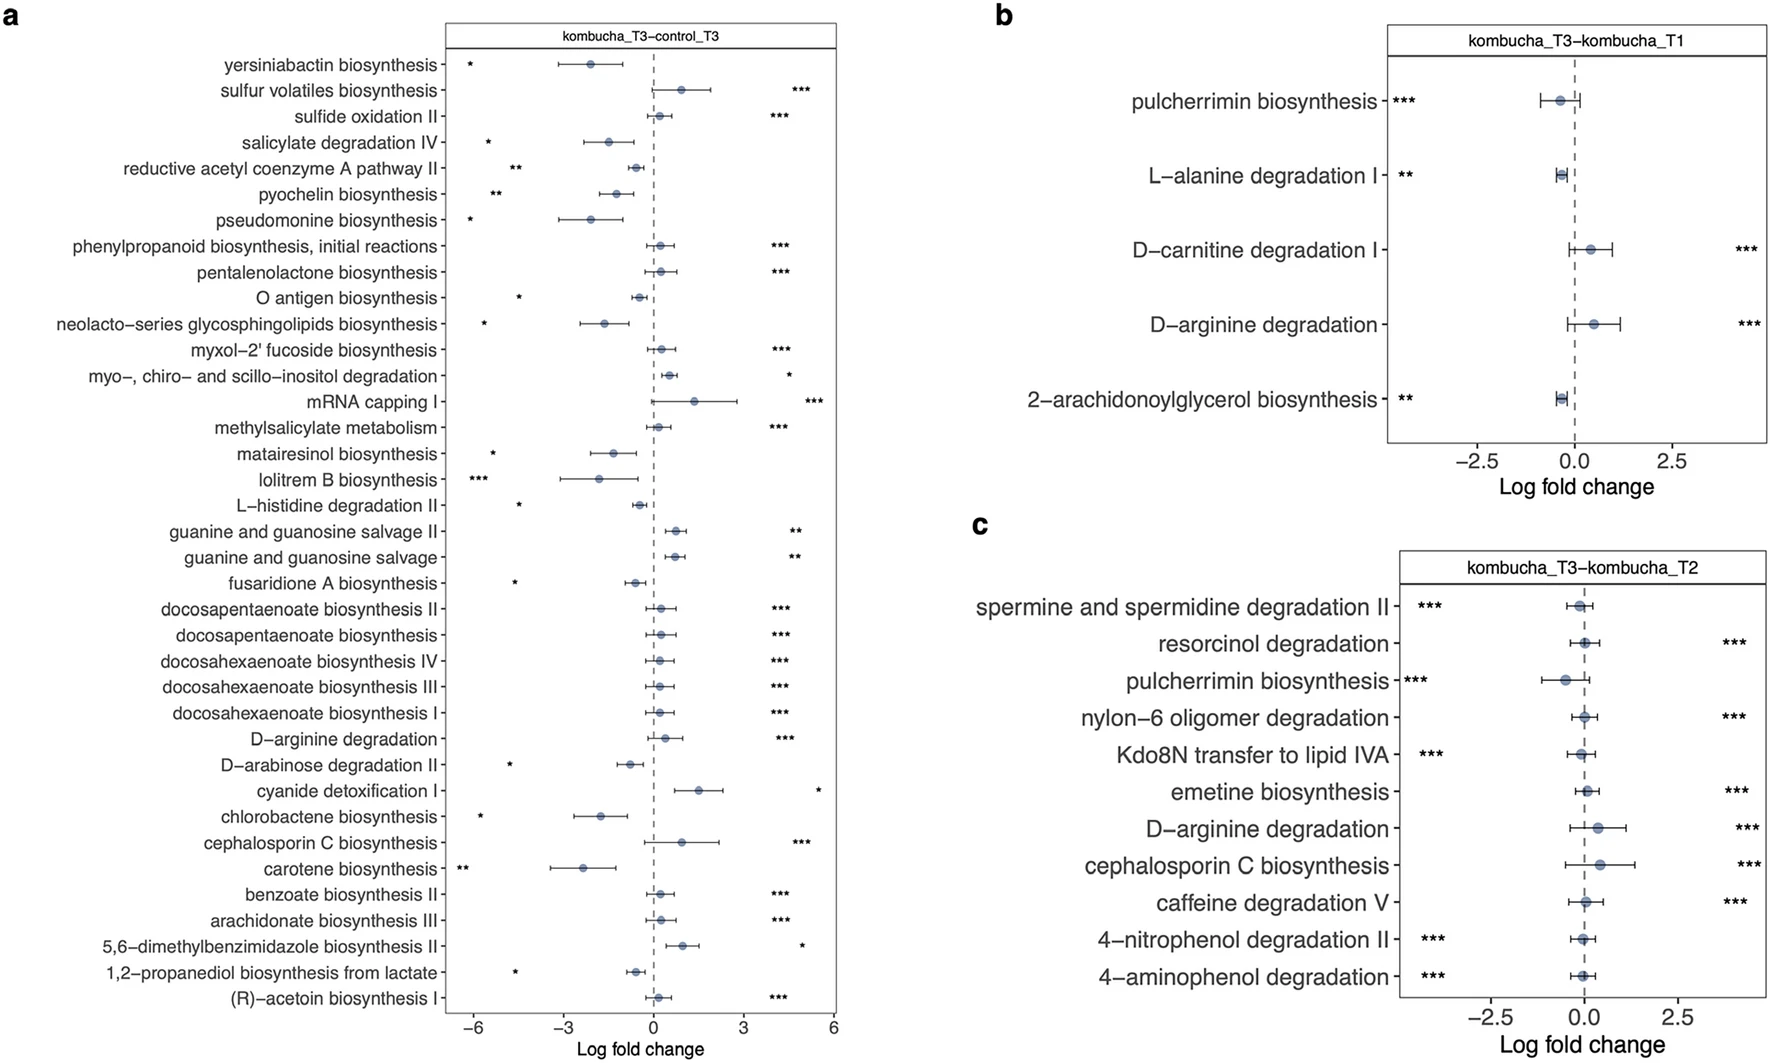 a
kombucha_T3−control_T3
yersiniabactin biosynthesis *
sulfur volatiles biosynthesis ***
sulfide oxidation II ***
salicylate degradation IV *
reductive acetyl coenzyme A pathway II **
pyochelin biosynthesis **
pseudomonine biosynthesis *
phenylpropanoid biosynthesis, initial reactions ***
pentalenolactone biosynthesis ***
O antigen biosynthesis *
neolacto−series glycosphingolipids biosynthesis *
myxol−2' fucoside biosynthesis ***
myo−, chiro− and scillo−inositol degradation *
mRNA capping I ***
methylsalicylate metabolism ***
matairesinol biosynthesis *
lolitrem B biosynthesis ***
L−histidine degradation II *
guanine and guanosine salvage II **
guanine and guanosine salvage **
fusaridione A biosynthesis *
docosapentaenoate biosynthesis II ***
docosapentaenoate biosynthesis ***
docosahexaenoate biosynthesis IV ***
docosahexaenoate biosynthesis III ***
docosahexaenoate biosynthesis I ***
D−arginine degradation ***
D−arabinose degradation II *
cyanide detoxification I *
chlorobactene biosynthesis *
cephalosporin C biosynthesis ***
carotene biosynthesis **
benzoate biosynthesis II ***
arachidonate biosynthesis III ***
5,6−dimethylbenzimidazole biosynthesis II *
1,2−propanediol biosynthesis from lactate *
(R)−acetoin biosynthesis I ***
−6 −3 0 3 6
Log fold change
b
kombucha_T3−kombucha_T1
pulcherrimin biosynthesis ***
L−alanine degradation I **
D−carnitine degradation I ***
D−arginine degradation ***
2−arachidonoylglycerol biosynthesis **
−2.5 0.0 2.5
Log fold change
c
kombucha_T3−kombucha_T2
spermine and spermidine degradation II ***
resorcinol degradation ***
pulcherrimin biosynthesis ***
nylon−6 oligomer degradation ***
Kdo8N transfer to lipid IVA ***
emetine biosynthesis ***
D−arginine degradation ***
cephalosporin C biosynthesis ***
caffeine degradation V ***
4−nitrophenol degradation II ***
4−aminophenol degradation ***
−2.5 0.0 2.5
Log fold change